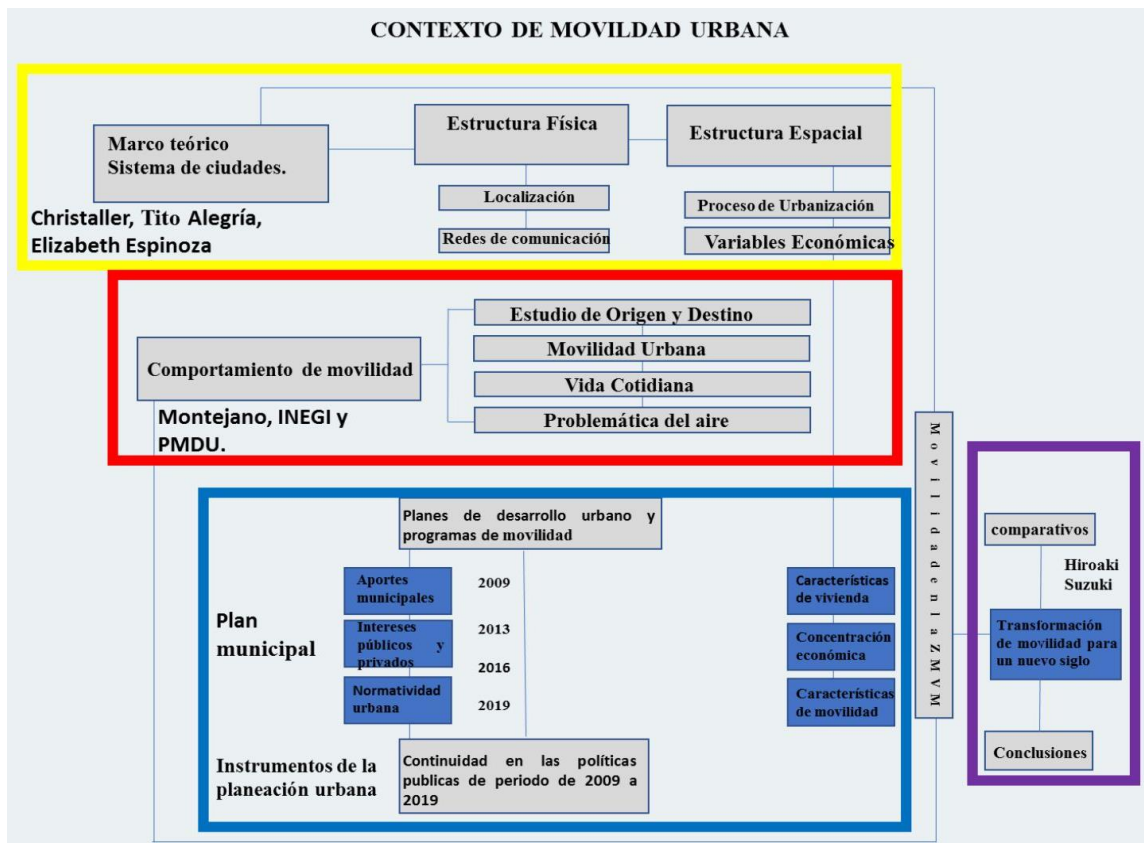 CONTEXTO DE MOVILDAD URBANA
Marco teórico
Sistema de ciudades.
Estructura Física
Estructura Espacial
Localización
Redes de comunicación
Proceso de Urbanización
Variables Económicas
Christaller, Tito Alegría,
Elizabeth Espinoza
Comportamiento de movilidad
Estudio de Origen y Destino
Movilidad Urbana
Vida Cotidiana
Problemática del aire
Montejano, INEGI y
PMDU.
Planes de desarrollo urbano y
programas de movilidad
Plan
municipal
Aportes
municipales
Intereses
públicos y
privados
Normatividad
urbana
2009
2013
2016
2019
Características
de vivienda
Concentración
económica
Características
de movilidad
Instrumentos de la
planeación urbana
Continuidad en las políticas
publicas de periodo de 2009 a
2019
MovilidadenlaZMVM
comparativos
Hiroaki
Suzuki
Transformación
de movilidad para
un nuevo siglo
Conclusiones